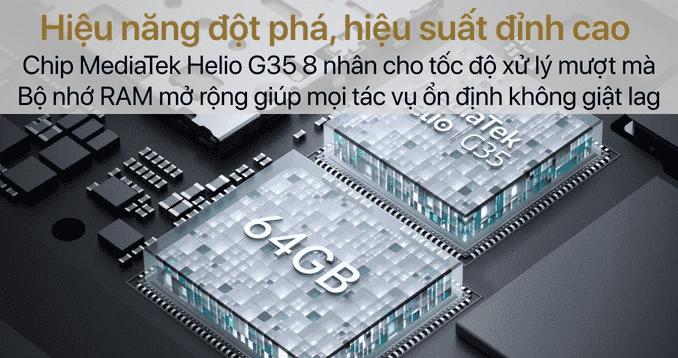 Hiệu năng đột phá, hiệu suất đỉnh cao
Chip MediaTek Helio G35 8 nhân cho tốc độ xử lý mượt mà
Bộ nhớ RAM mở rộng giúp mọi tác vụ ổn định không giật lag
MediaTek
Helio G35
64GB